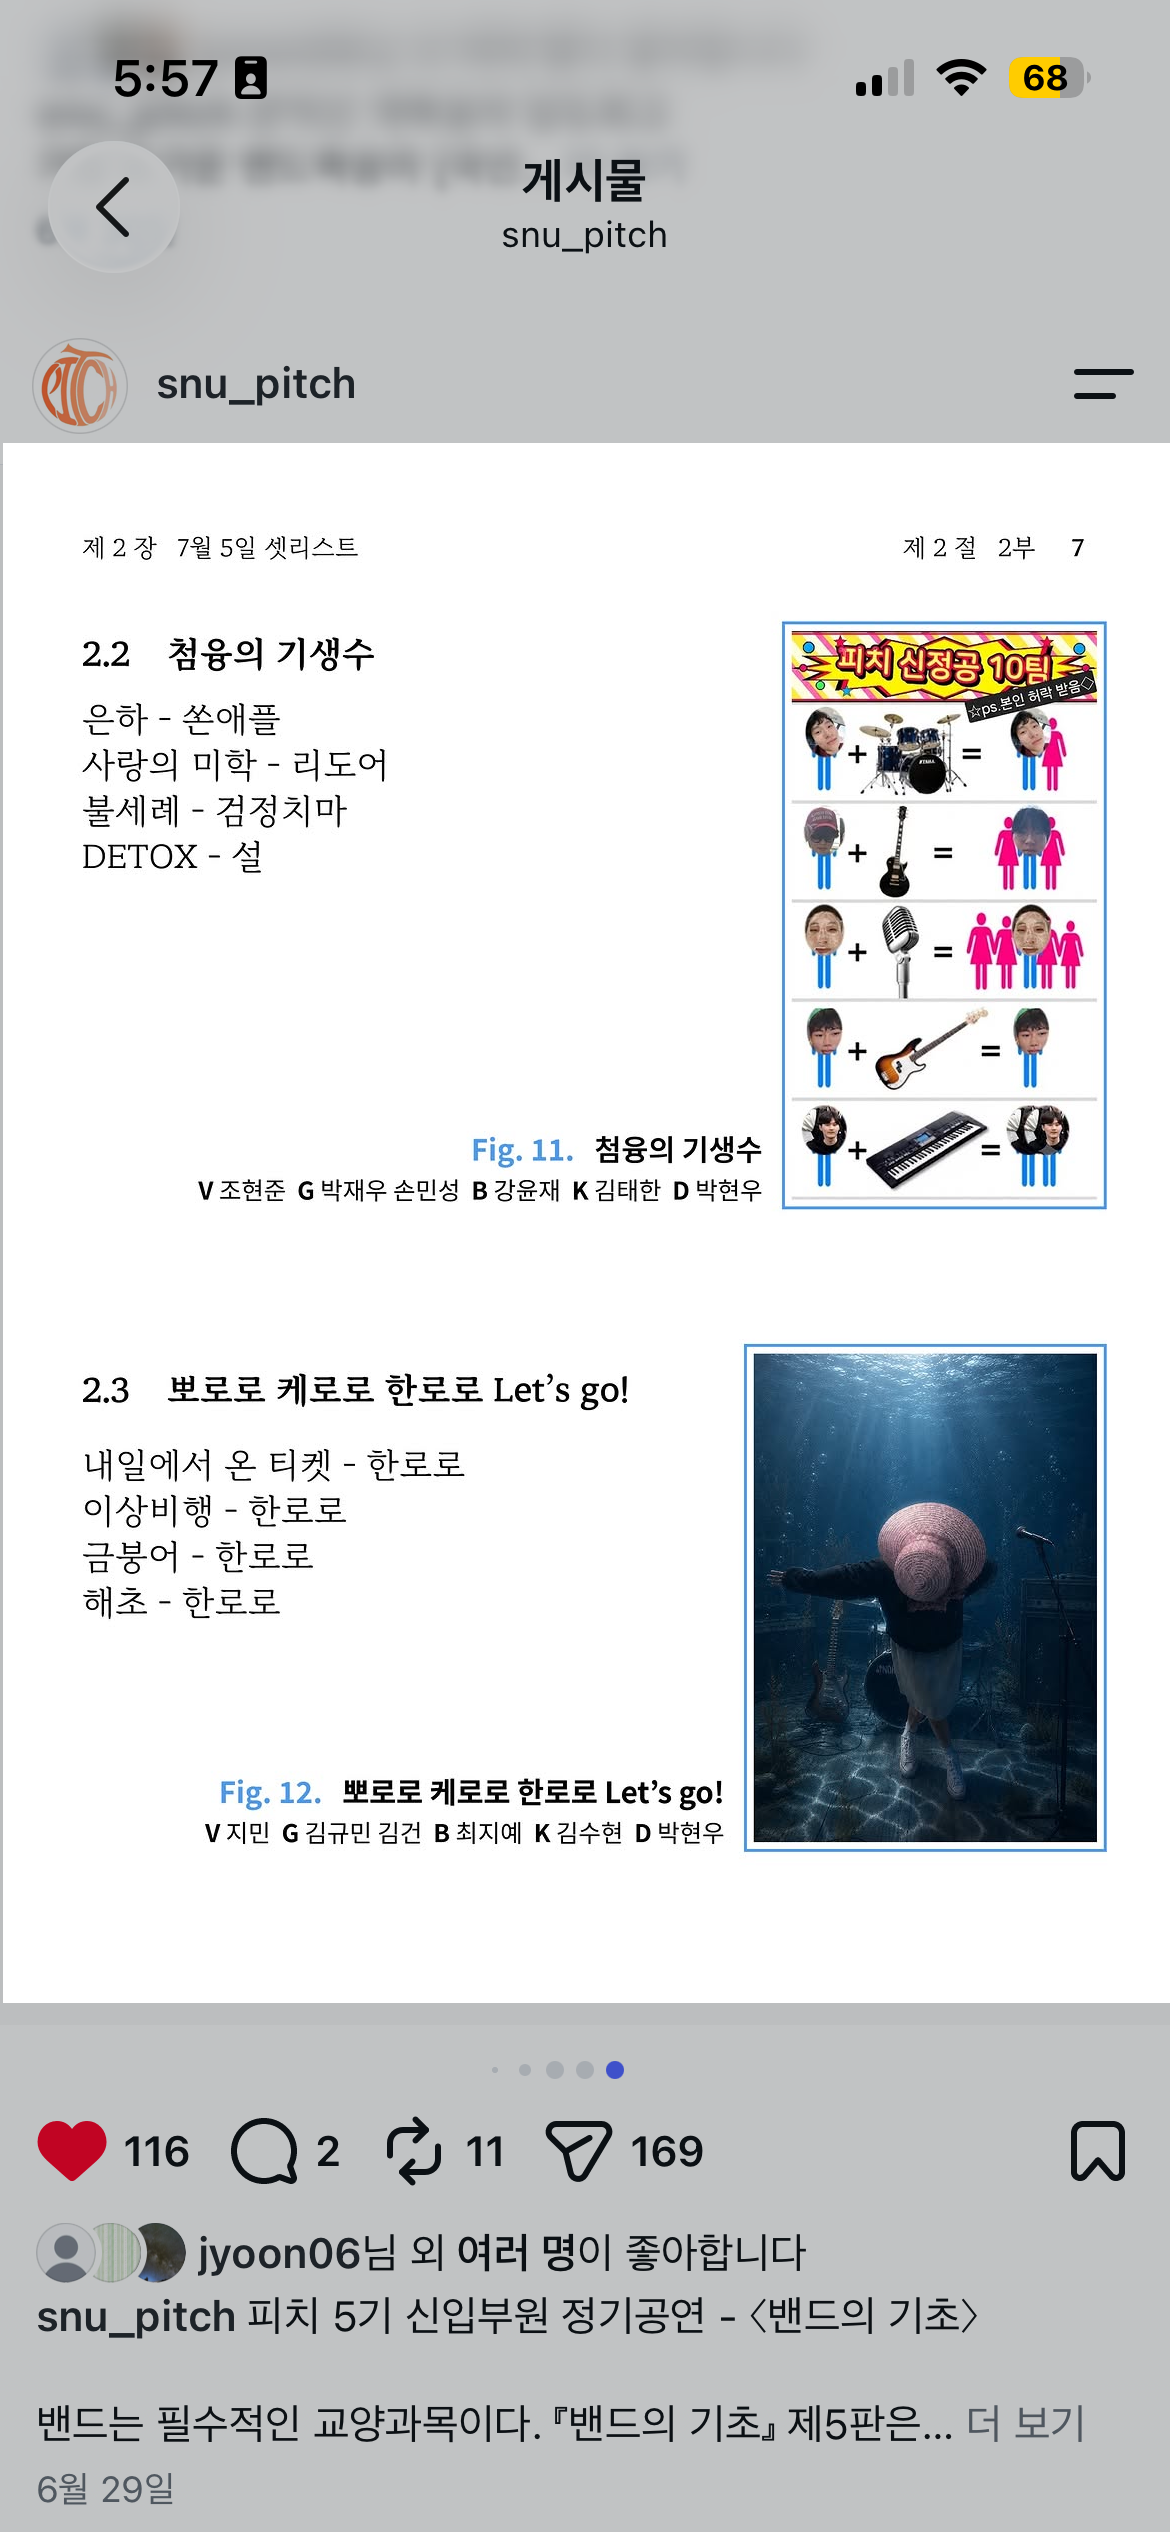 5:57
68
게시물
snu_pitch
snu_pitch
제 2 장 7월 5일 셋리스트
제 2 절 2부 7
2.2 첨융의 기생수
은하 - 쏜애플
사랑의 미학 - 리도어
불세례 - 검정치마
DETOX - 설
피치 신정공 10팀
☆ps.본인 허락 받음◇
+ =
+ =
+ =
+ =
+ =
Fig. 11. 첨융의 기생수
V 조현준 G 박재우 손민성 B 강윤재 K 김태한 D 박현우
2.3 뽀로로 케로로 한로로 Let's go!
내일에서 온 티켓 - 한로로
이상비행 - 한로로
금붕어 - 한로로
해초 - 한로로
Fig. 12. 뽀로로 케로로 한로로 Let's go!
V 지민 G 김규민 김건 B 최지예 K 김수현 D 박현우
116 2 11 169
jyoon06님 외 여러 명이 좋아합니다
snu_pitch 피치 5기 신입부원 정기공연 - 〈밴드의 기초〉
밴드는 필수적인 교양과목이다. 『밴드의 기초』 제5판은... 더 보기
6월 29일